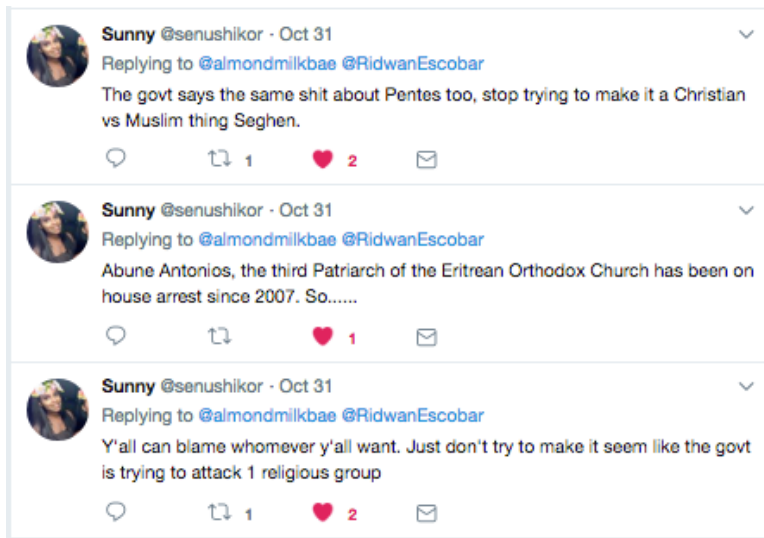 Sunny @senushikor · Oct 31
Replying to @almondmilkbae @RidwanEscobar
The govt says the same shit about Pentes too, stop trying to make it a Christian
vs Muslim thing Seghen.
1 2
Sunny @senushikor · Oct 31
Replying to @almondmilkbae @RidwanEscobar
Abune Antonios, the third Patriarch of the Eritrean Orthodox Church has been on
house arrest since 2007. So......
1
Sunny @senushikor · Oct 31
Replying to @almondmilkbae @RidwanEscobar
Y'all can blame whomever y'all want. Just don't try to make it seem like the govt
is trying to attack 1 religious group
1 2